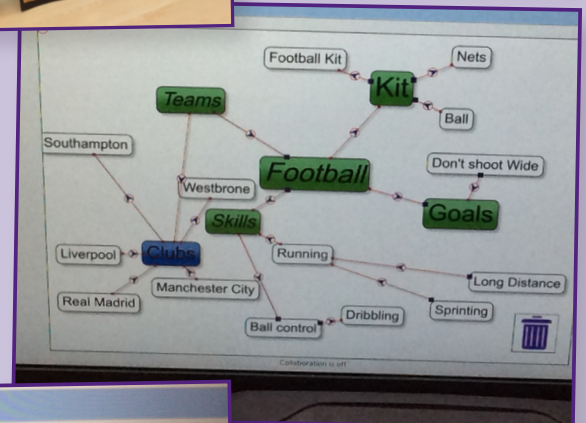 Football Kit
Nets
Kit
Teams
Ball
Southampton
Football
Don't shoot Wide
Westbrone
Skills
Goals
Liverpool
Clubs
Running
Manchester City
Long Distance
Real Madrid
Sprinting
Ball control
Dribbling
Collaboration is off